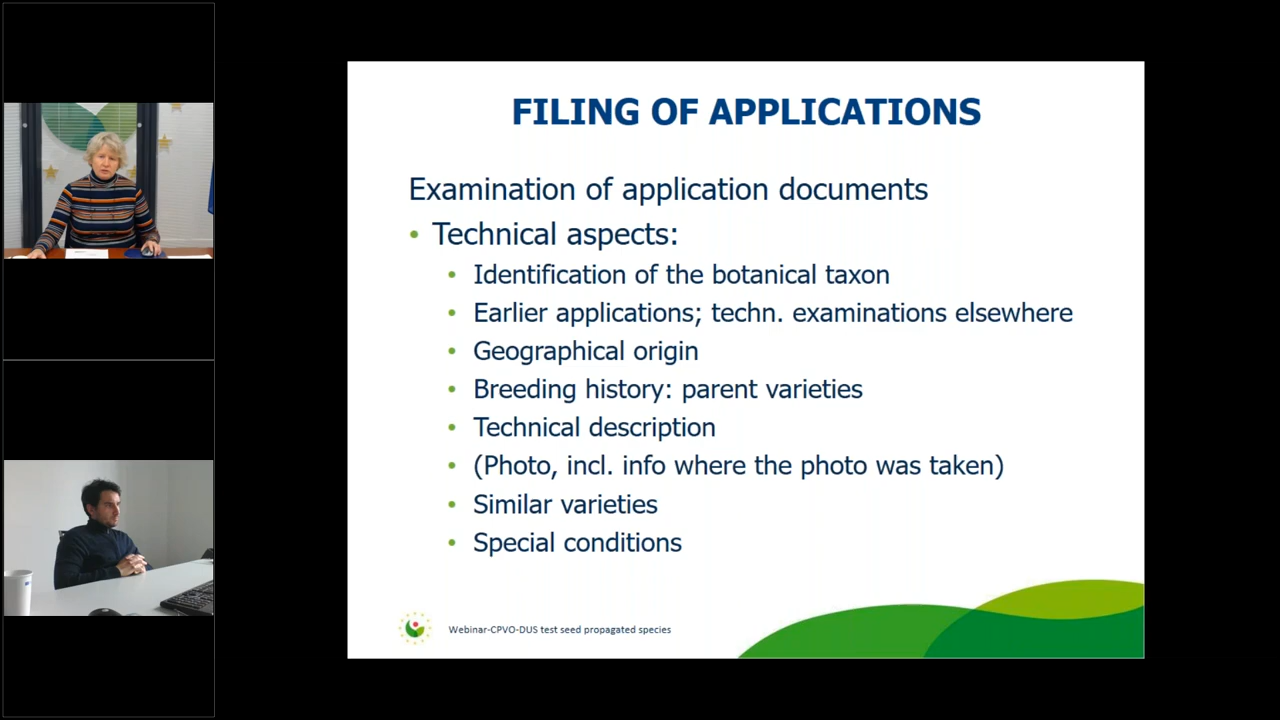 FILING OF APPLICATIONS
Examination of application documents
• Technical aspects:
• Identification of the botanical taxon
• Earlier applications; techn. examinations elsewhere
• Geographical origin
• Breeding history: parent varieties
• Technical description
• (Photo, incl. info where the photo was taken)
• Similar varieties
• Special conditions
Webinar-CPVO-DUS test seed propagated species